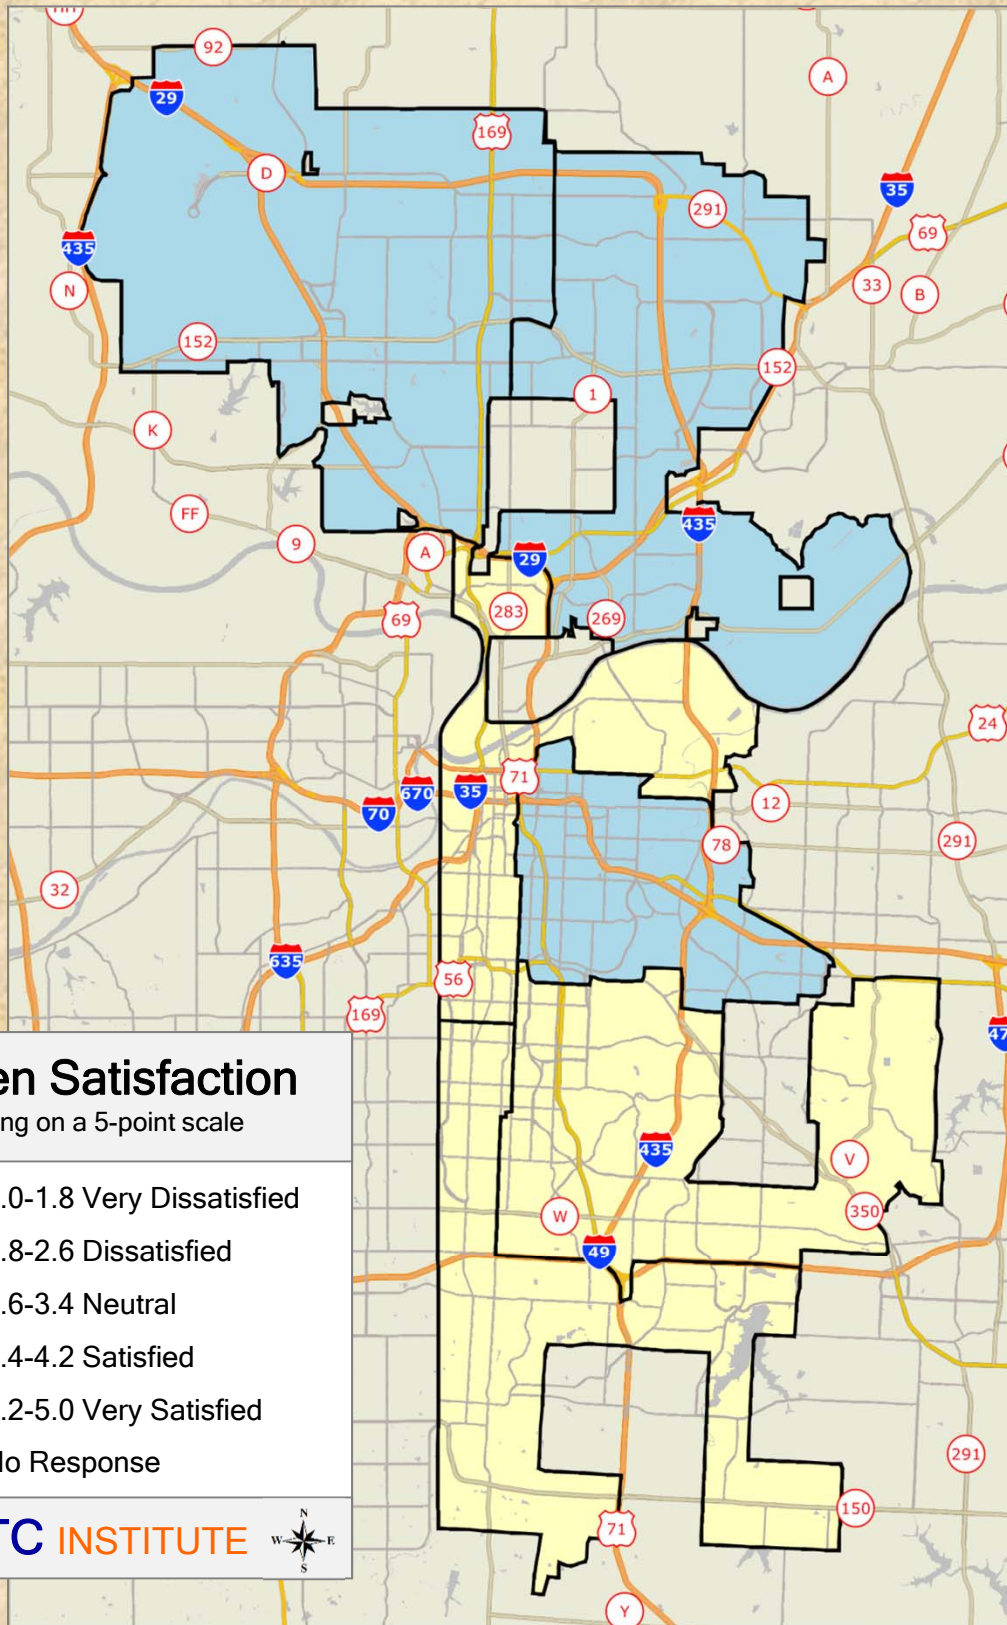 HH
92
A
29
169
D
35
291
69
435
N
33
B
152
152
1
K
FF
435
9
A
29
283
269
69
24
71
670
35
12
70
78
291
32
635
56
169
47
en Satisfaction
ng on a 5-point scale
.0-1.8 Very Dissatisfied
.8-2.6 Dissatisfied
.6-3.4 Neutral
.4-4.2 Satisfied
.2-5.0 Very Satisfied
lo Response
TC INSTITUTE
N
W
E
S
435
V
350
W
49
291
150
71
Y